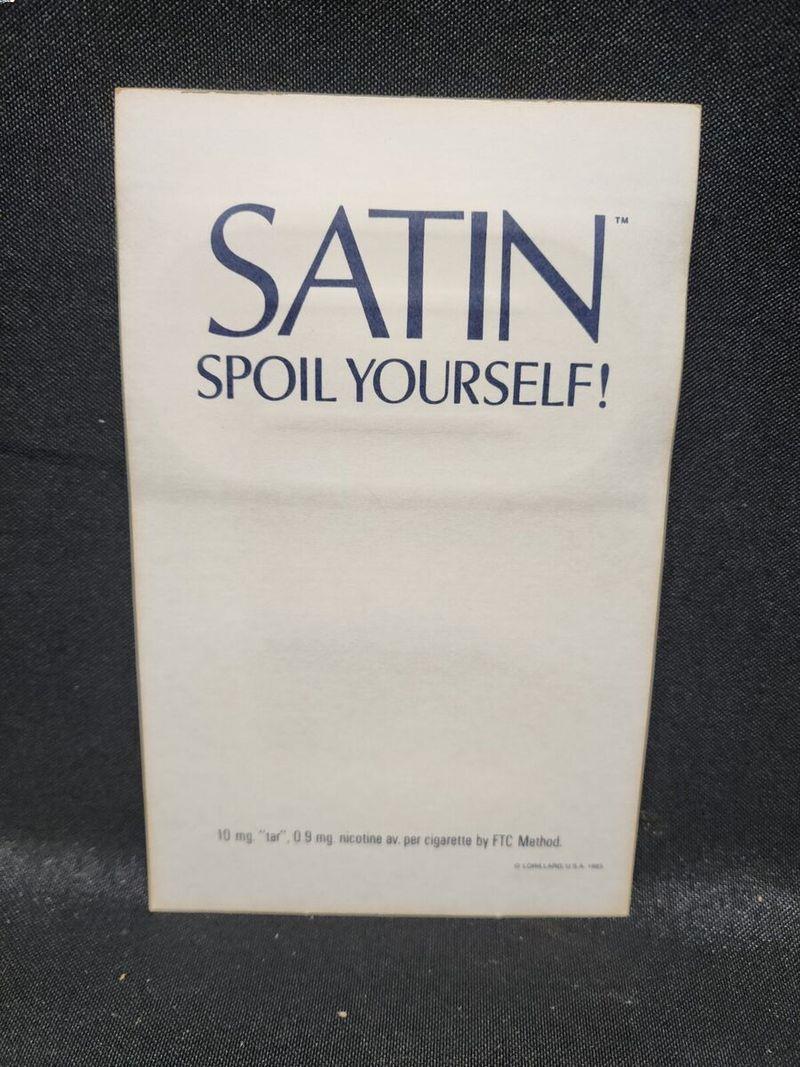 SATIN™
SPOIL YOURSELF!
10 mg. "tar", 0.9 mg. nicotine av. per cigarette by FTC Method.
© LORILLARD, U.S.A. 1983